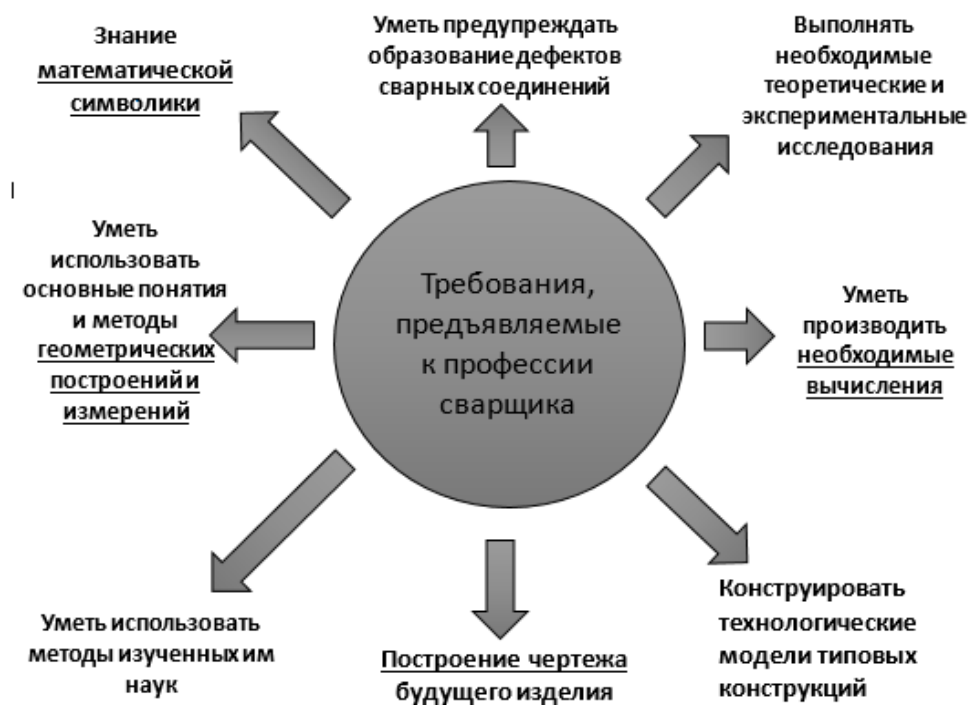 Знание
математической
символики
Уметь предупреждать
образование дефектов
сварных соединений
Выполнять
необходимые
теоретические и
экспериментальные
исследования
Уметь
использовать
основные понятия
и методы
геометрических
построений и
измерений
Требования,
предъявляемые
к профессии
сварщика
Уметь
производить
необходимые
вычисления
Уметь использовать
методы изученных им
наук
Построение чертежа
будущего изделия
Конструировать
технологические
модели типовых
конструкций